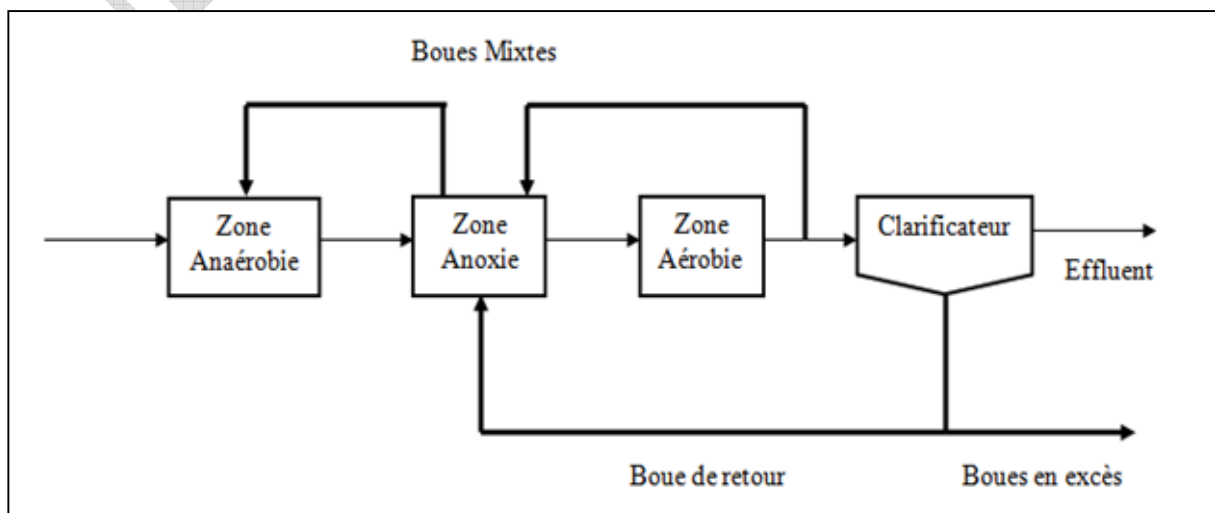 Boues Mixtes
Zone
Anaérobie
Zone
Anoxie
Zone
Aérobie
Clarificateur
Effluent
Boue de retour
Boues en excès